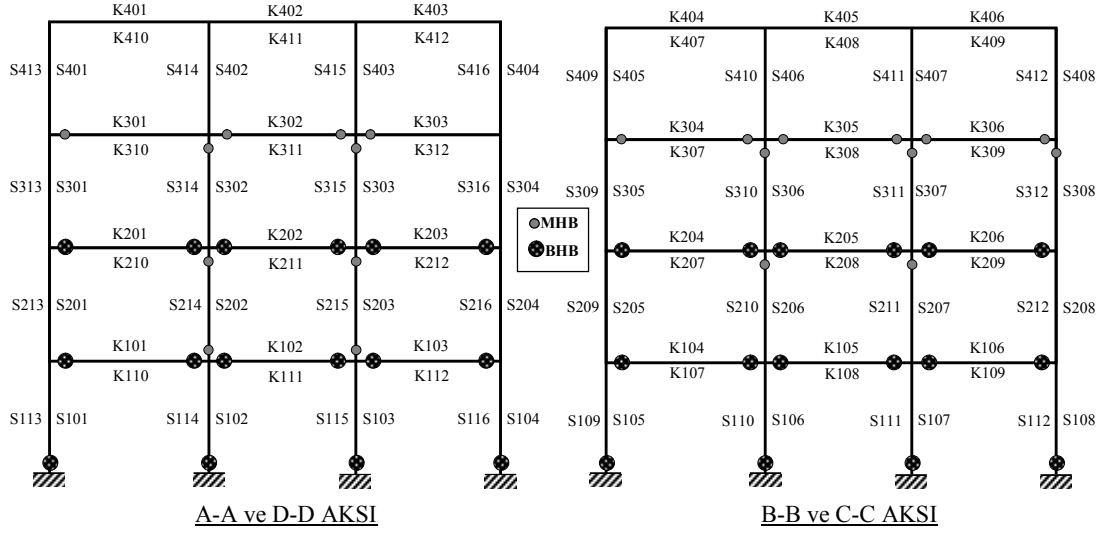 K401 K402 K403
K410 K411 K412
S413 S401 S414 S402 S415 S403 S416 S404
K301 K302 K303
K310 K311 K312
S313 S301 S314 S302 S315 S303 S316 S304
K201 K202 K203
K210 K211 K212
S213 S201 S214 S202 S215 S203 S216 S204
K101 K102 K103
K110 K111 K112
S113 S101 S114 S102 S115 S103 S116 S104
A-A ve D-D AKSI
MHB
BHB
K404 K405 K406
K407 K408 K409
S409 S405 S410 S406 S411 S407 S412 S408
K304 K305 K306
K307 K308 K309
S309 S305 S310 S306 S311 S307 S312 S308
K204 K205 K206
K207 K208 K209
S209 S205 S210 S206 S211 S207 S212 S208
K104 K105 K106
K107 K108 K109
S109 S105 S110 S106 S111 S107 S112 S108
B-B ve C-C AKSI